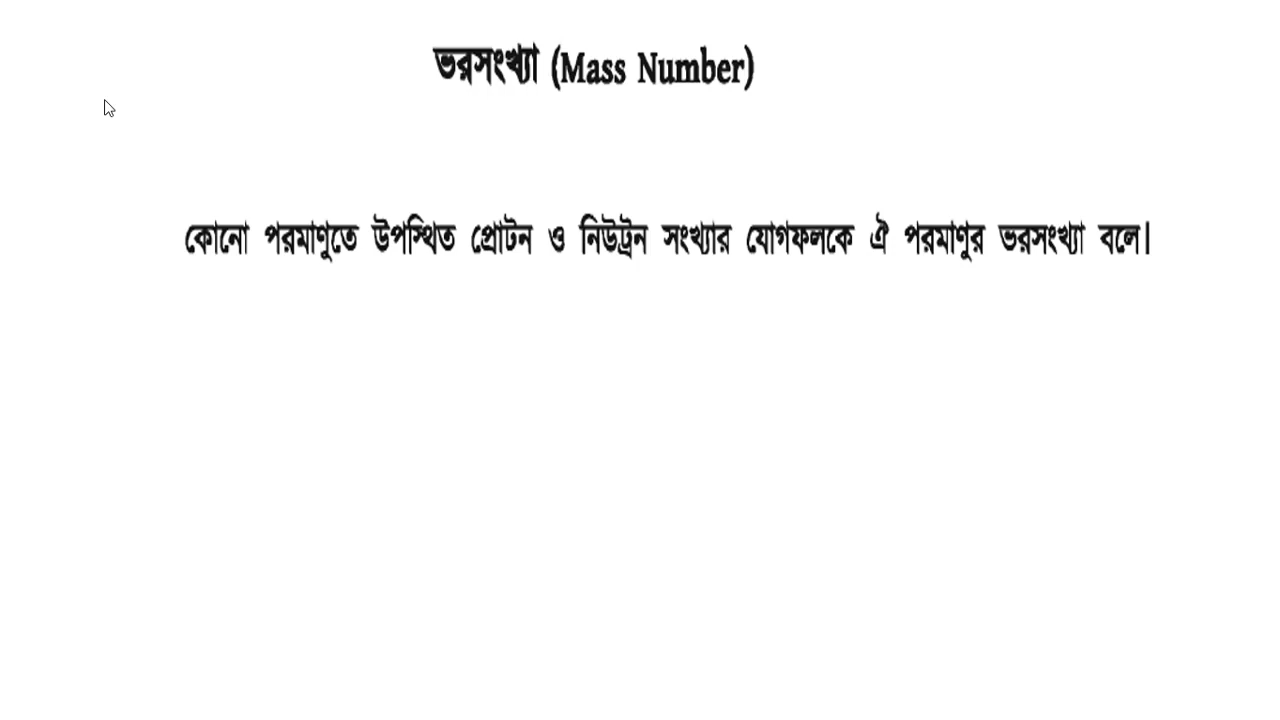 ভরসংখ্যা (Mass Number)
কোনো পরমাণুতে উপস্থিত প্রোটন ও নিউট্রন সংখ্যার যোগফলকে ঐ পরমাণুর ভরসংখ্যা বলে।